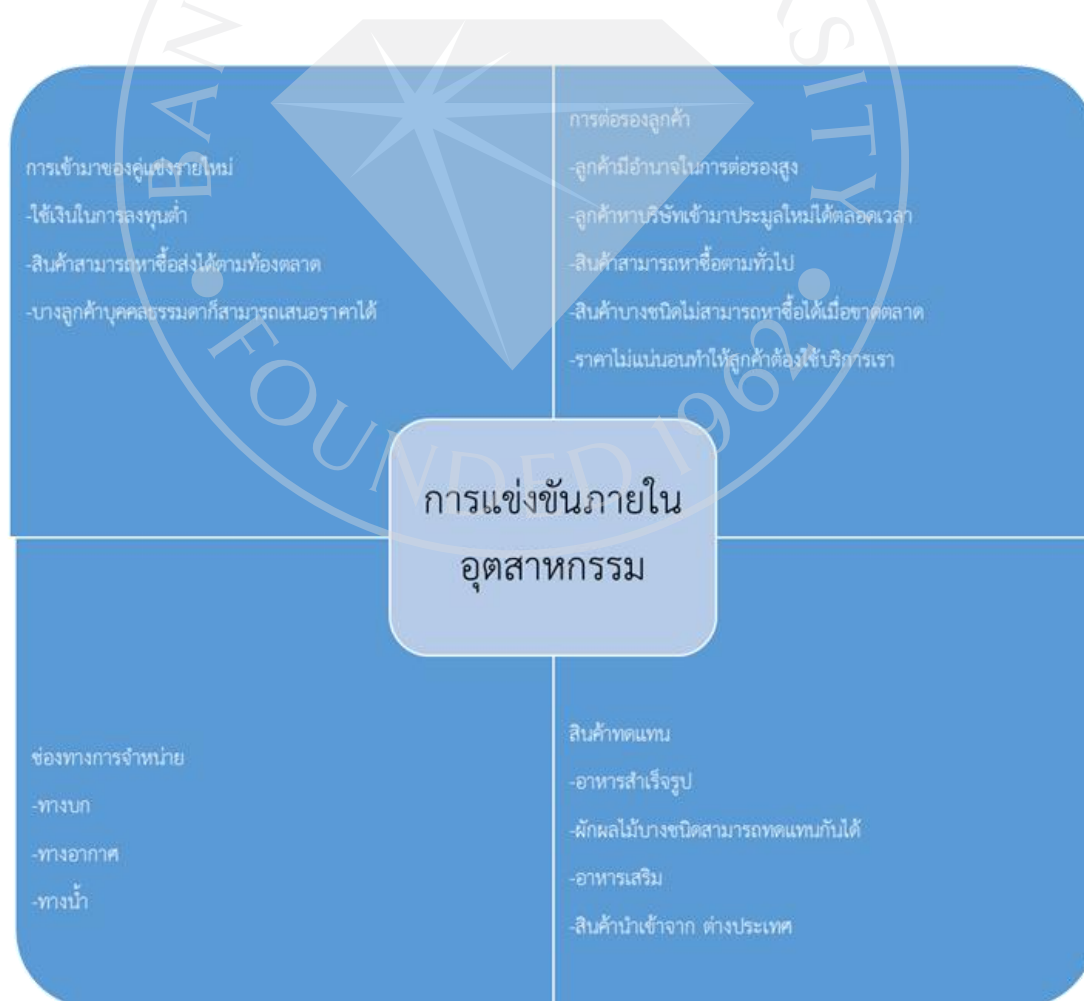 การเข้ามาของคู่แข่งรายใหม่
-ใช้เงินในการลงทุนต่ำ
-สินค้าสามารถหาซื้อส่งได้ตามท้องตลาด
-บางลูกค้าบุคคลธรรมดาก็สามารถเสนอราคาได้
การต่อรองลูกค้า
-ลูกค้ามีอำนาจในการต่อรองสูง
-ลูกค้าหาบริษัทเข้ามาประมูลใหม่ได้ตลอดเวลา
-สินค้าสามารถหาซื้อตามทั่วไป
-สินค้าบางชนิดไม่สามารถหาซื้อได้เมื่อขาดตลาด
-ราคาไม่แน่นอนทำให้ลูกค้าต้องใช้บริการเรา
การแข่งขันภายใน
อุตสาหกรรม
ช่องทางการจำหน่าย
-ทางบก
-ทางอากาศ
-ทางน้ำ
สินค้าทดแทน
-อาหารสำเร็จรูป
-ผักผลไม้บางชนิดสามารถทดแทนกันได้
-อาหารเสริม
-สินค้านำเข้าจาก ต่างประเทศ
FOUNDED 1962